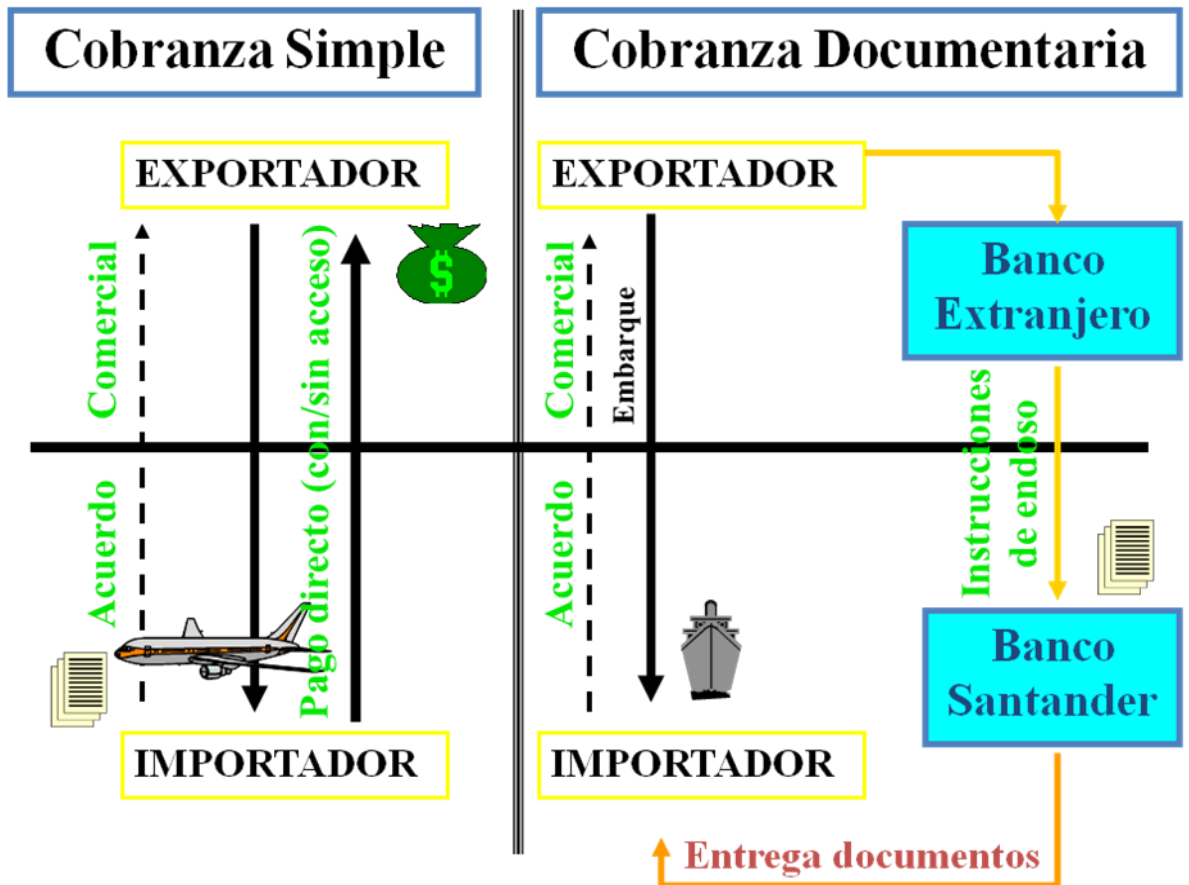 Cobranza Simple
EXPORTADOR
Acuerdo Comercial
Pago directo (con/sin acceso)
$
IMPORTADOR
Cobranza Documentaria
EXPORTADOR
Acuerdo Comercial
Embarque
IMPORTADOR
Banco
Extranjero
Instrucciones
de endoso
Banco
Santander
Entrega documentos